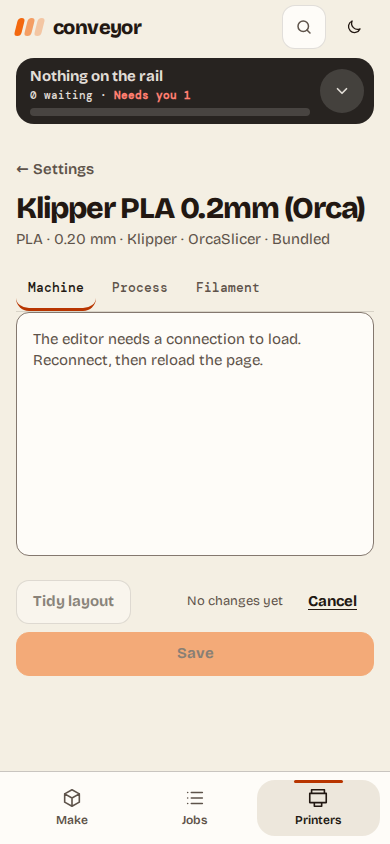 conveyor
Nothing on the rail
0 waiting · Needs you 1
← Settings
Klipper PLA 0.2mm (Orca)
PLA · 0.20 mm · Klipper · OrcaSlicer · Bundled
Machine Process Filament
The editor needs a connection to load.
Reconnect, then reload the page.
Tidy layout No changes yet Cancel
Save
Make Jobs Printers